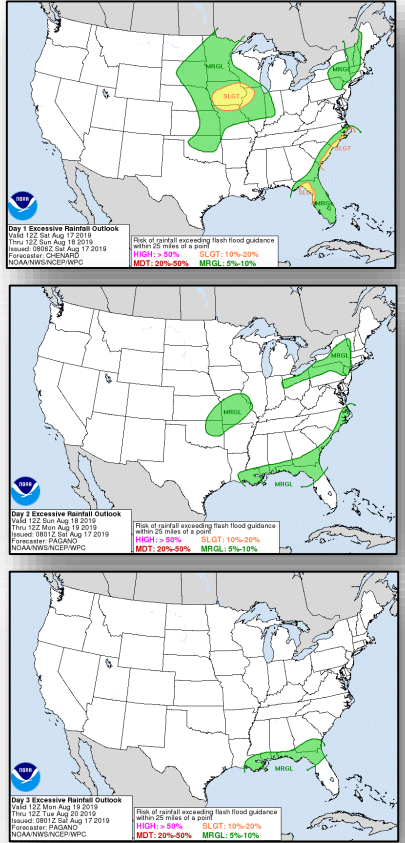 MRGL
MRGL
SLGT
SLGT
SLGT
MRGL
NOAA
Day 1 Excessive Rainfall Outlook
Valid 12Z Sat Aug 17 2019
Thru 12Z Sun Aug 18 2019
Issued: 0806Z Sat Aug 17 2019
Forecaster: CHENARD
NOAA/NWS/NCEP/WPC
Risk of rainfall exceeding flash flood guidance
within 25 miles of a point
HIGH: > 50% SLGT: 10%-20%
MDT: 20%-50% MRGL: 5%-10%
MRGL
MRGL
MRGL
NOAA
Day 2 Excessive Rainfall Outlook
Valid 12Z Sun Aug 18 2019
Thru 12Z Mon Aug 19 2019
Issued: 0801Z Sat Aug 17 2019
Forecaster: PAGANO
NOAA/NWS/NCEP/WPC
Risk of rainfall exceeding flash flood guidance
within 25 miles of a point
HIGH: > 50% SLGT: 10%-20%
MDT: 20%-50% MRGL: 5%-10%
MRGL
NOAA
Day 3 Excessive Rainfall Outlook
Valid 12Z Mon Aug 19 2019
Thru 12Z Tue Aug 20 2019
Issued: 0801Z Sat Aug 17 2019
Forecaster: PAGANO
NOAA/NWS/NCEP/WPC
Risk of rainfall exceeding flash flood guidance
within 25 miles of a point
HIGH: > 50% SLGT: 10%-20%
MDT: 20%-50% MRGL: 5%-10%